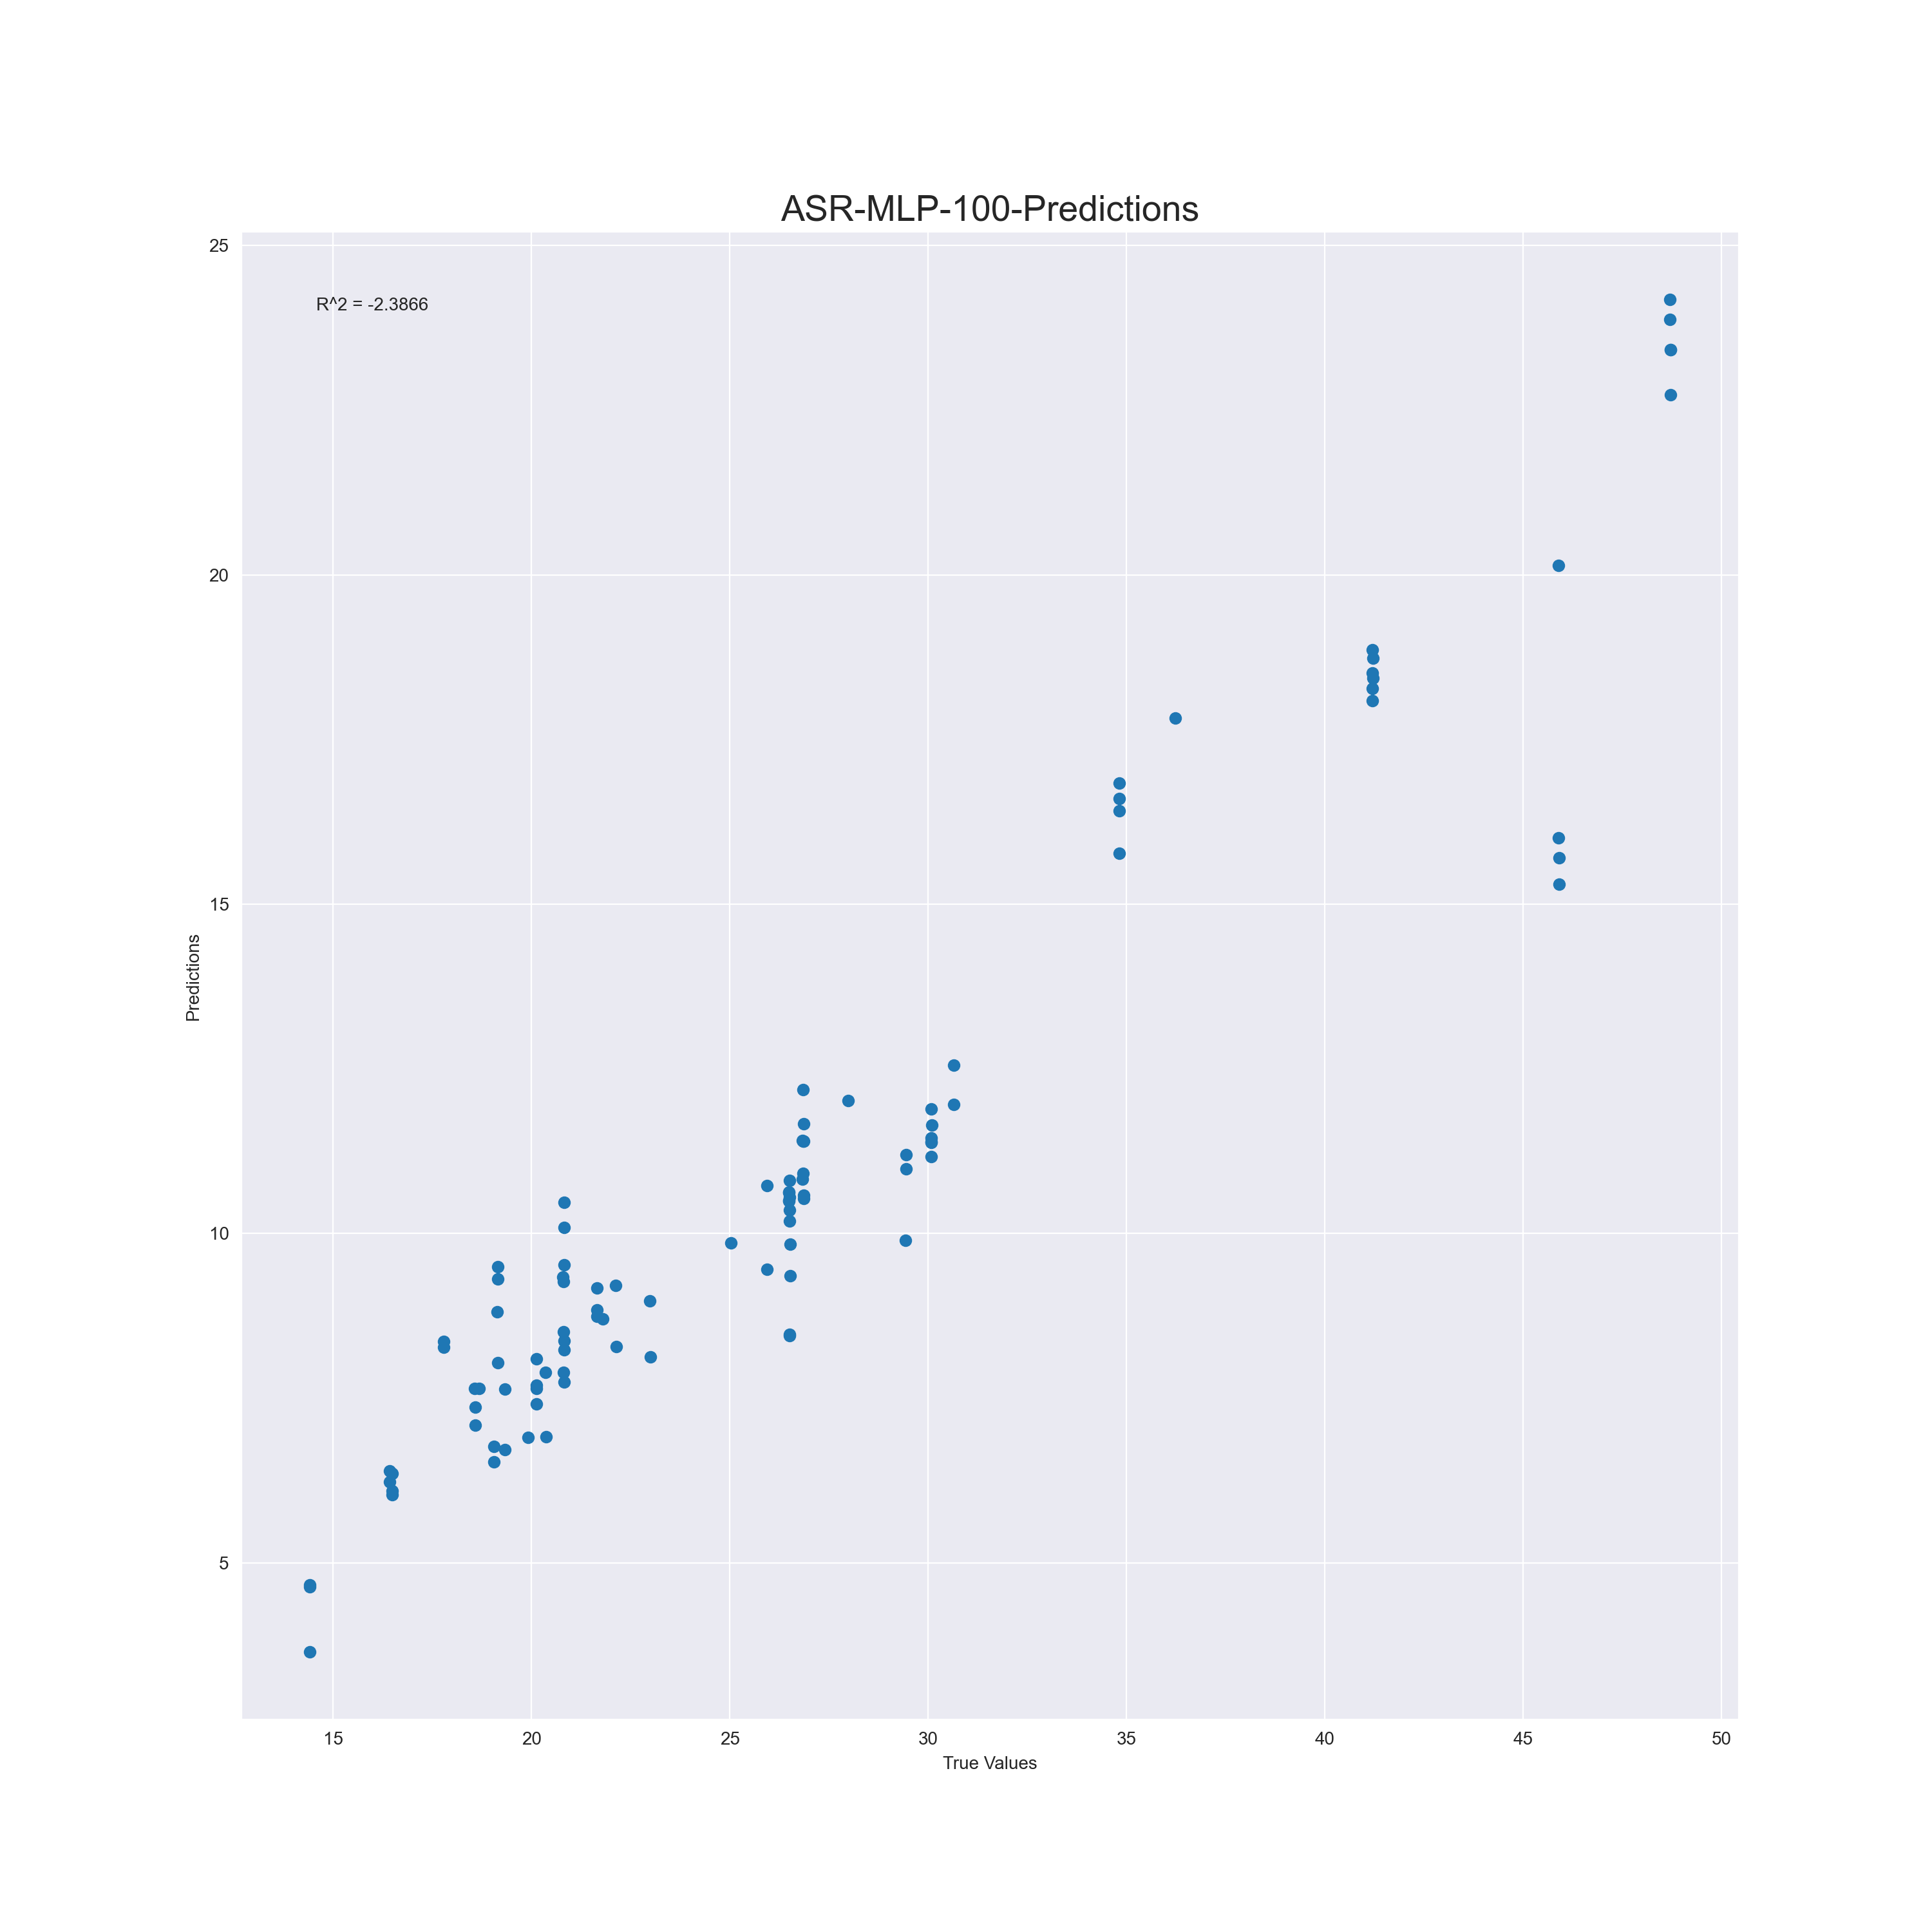 ASR-MLP-100-Predictions
R^2 = -2.3866
25
20
15
10
5
Predictions
15 20 25 30 35 40 45 50
True Values